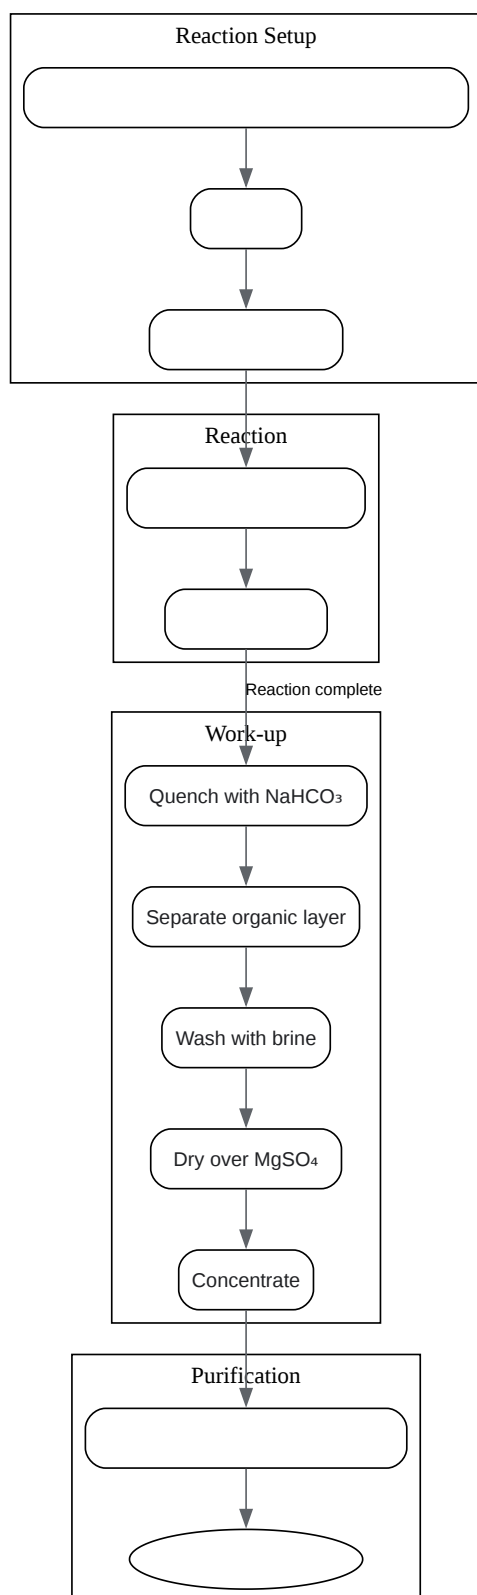 Reaction Setup
Reaction
Reaction complete
Work-up
Quench with NaHCO₃
Separate organic layer
Wash with brine
Dry over MgSO₄
Concentrate
Purification